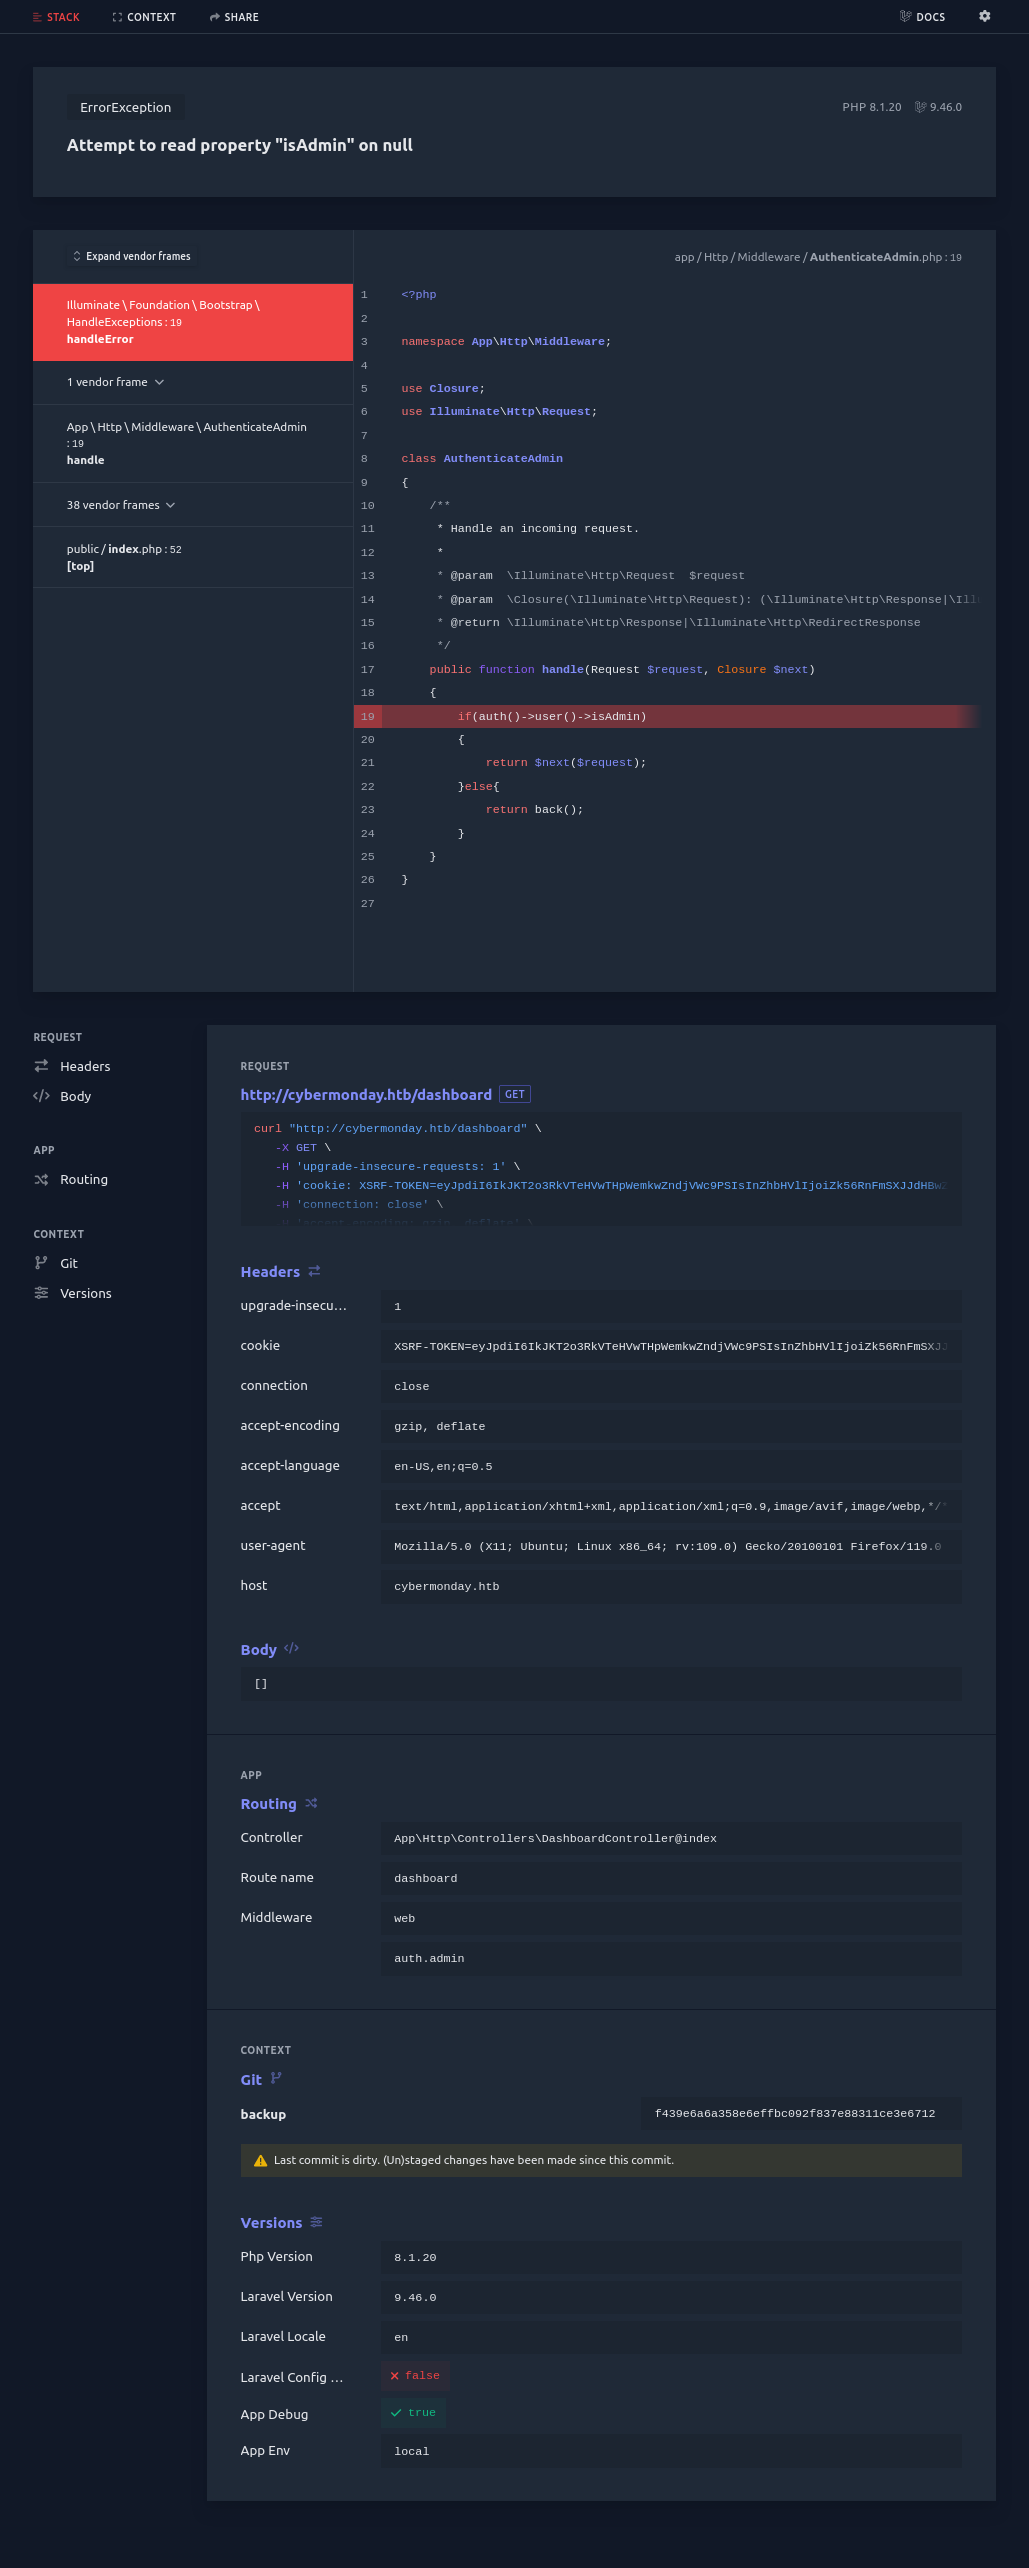 STACK CONTEXT SHARE DOCS
ErrorException PHP 8.1.20 9.46.0
Attempt to read property "isAdmin" on null
Expand vendor frames
Illuminate \ Foundation \ Bootstrap \
HandleExceptions : 19
handleError
1 vendor frame
App \ Http \ Middleware \ AuthenticateAdmin
: 19
handle
38 vendor frames
public / index.php : 52
[top]
app / Http / Middleware / AuthenticateAdmin.php : 19
1 <?php
2
3 namespace App\Http\Middleware;
4
5 use Closure;
6 use Illuminate\Http\Request;
7
8 class AuthenticateAdmin
9 {
10 /**
11 * Handle an incoming request.
12 *
13 * @param \Illuminate\Http\Request $request
14 * @param \Closure(\Illuminate\Http\Request): (\Illuminate\Http\Response|\Ill
15 * @return \Illuminate\Http\Response|\Illuminate\Http\RedirectResponse
16 */
17 public function handle(Request $request, Closure $next)
18 {
19 if(auth()->user()->isAdmin)
20 {
21 return $next($request);
22 }else{
23 return back();
24 }
25 }
26 }
27
REQUEST
Headers
Body
APP
Routing
CONTEXT
Git
Versions
REQUEST
http://cybermonday.htb/dashboard GET
curl "http://cybermonday.htb/dashboard" \
-X GET \
-H 'upgrade-insecure-requests: 1' \
-H 'cookie: XSRF-TOKEN=eyJpdiI6IkJKT2o3RkVTeHVwTHpWemkwZndjVWc9PSIsInZhbHVlIjoiZk56RnFmSXJJdHBw
-H 'connection: close' \
-H 'accept-encoding: gzip, deflate' \
Headers
upgrade-insecu… 1
cookie XSRF-TOKEN=eyJpdiI6IkJKT2o3RkVTeHVwTHpWemkwZndjVWc9PSIsInZhbHVlIjoiZk56RnFmSXJJ
connection close
accept-encoding gzip, deflate
accept-language en-US,en;q=0.5
accept text/html,application/xhtml+xml,application/xml;q=0.9,image/avif,image/webp,*/*
user-agent Mozilla/5.0 (X11; Ubuntu; Linux x86_64; rv:109.0) Gecko/20100101 Firefox/119.0
host cybermonday.htb
Body
[]
APP
Routing
Controller App\Http\Controllers\DashboardController@index
Route name dashboard
Middleware web
auth.admin
CONTEXT
Git
backup f439e6a6a358e6effbc092f837e88311ce3e6712
Last commit is dirty. (Un)staged changes have been made since this commit.
Versions
Php Version 8.1.20
Laravel Version 9.46.0
Laravel Locale en
Laravel Config … false
App Debug true
App Env local